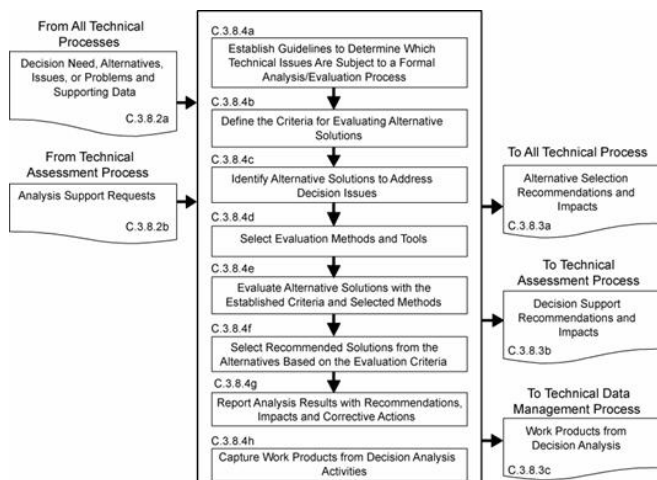 From All Technical
Processes
Decision Need, Alternatives,
Issues, or Problems and
Supporting Data
C.3.8.2a
From Technical
Assessment Process
Analysis Support Requests
C.3.8.2b
C.3.8.4a
Establish Guidelines to Determine Which
Technical Issues Are Subject to a Formal
Analysis/Evaluation Process
C.3.8.4b
Define the Criteria for Evaluating Alternative
Solutions
C.3.8.4c
Identify Alternative Solutions to Address
Decision Issues
C.3.8.4d
Select Evaluation Methods and Tools
C.3.8.4e
Evaluate Alternative Solutions with the
Established Criteria and Selected Methods
C.3.8.4f
Select Recommended Solutions from the
Alternatives Based on the Evaluation Criteria
C.3.8.4g
Report Analysis Results with Recommendations,
Impacts and Corrective Actions
C.3.8.4h
Capture Work Products from Decision Analysis
Activities
To All Technical Process
Alternative Selection
Recommendations and
Impacts
C.3.8.3a
To Technical
Assessment Process
Decision Support
Recommendations and
Impacts
C.3.8.3b
To Technical Data
Management Process
Work Products from
Decision Analysis
C.3.8.3c